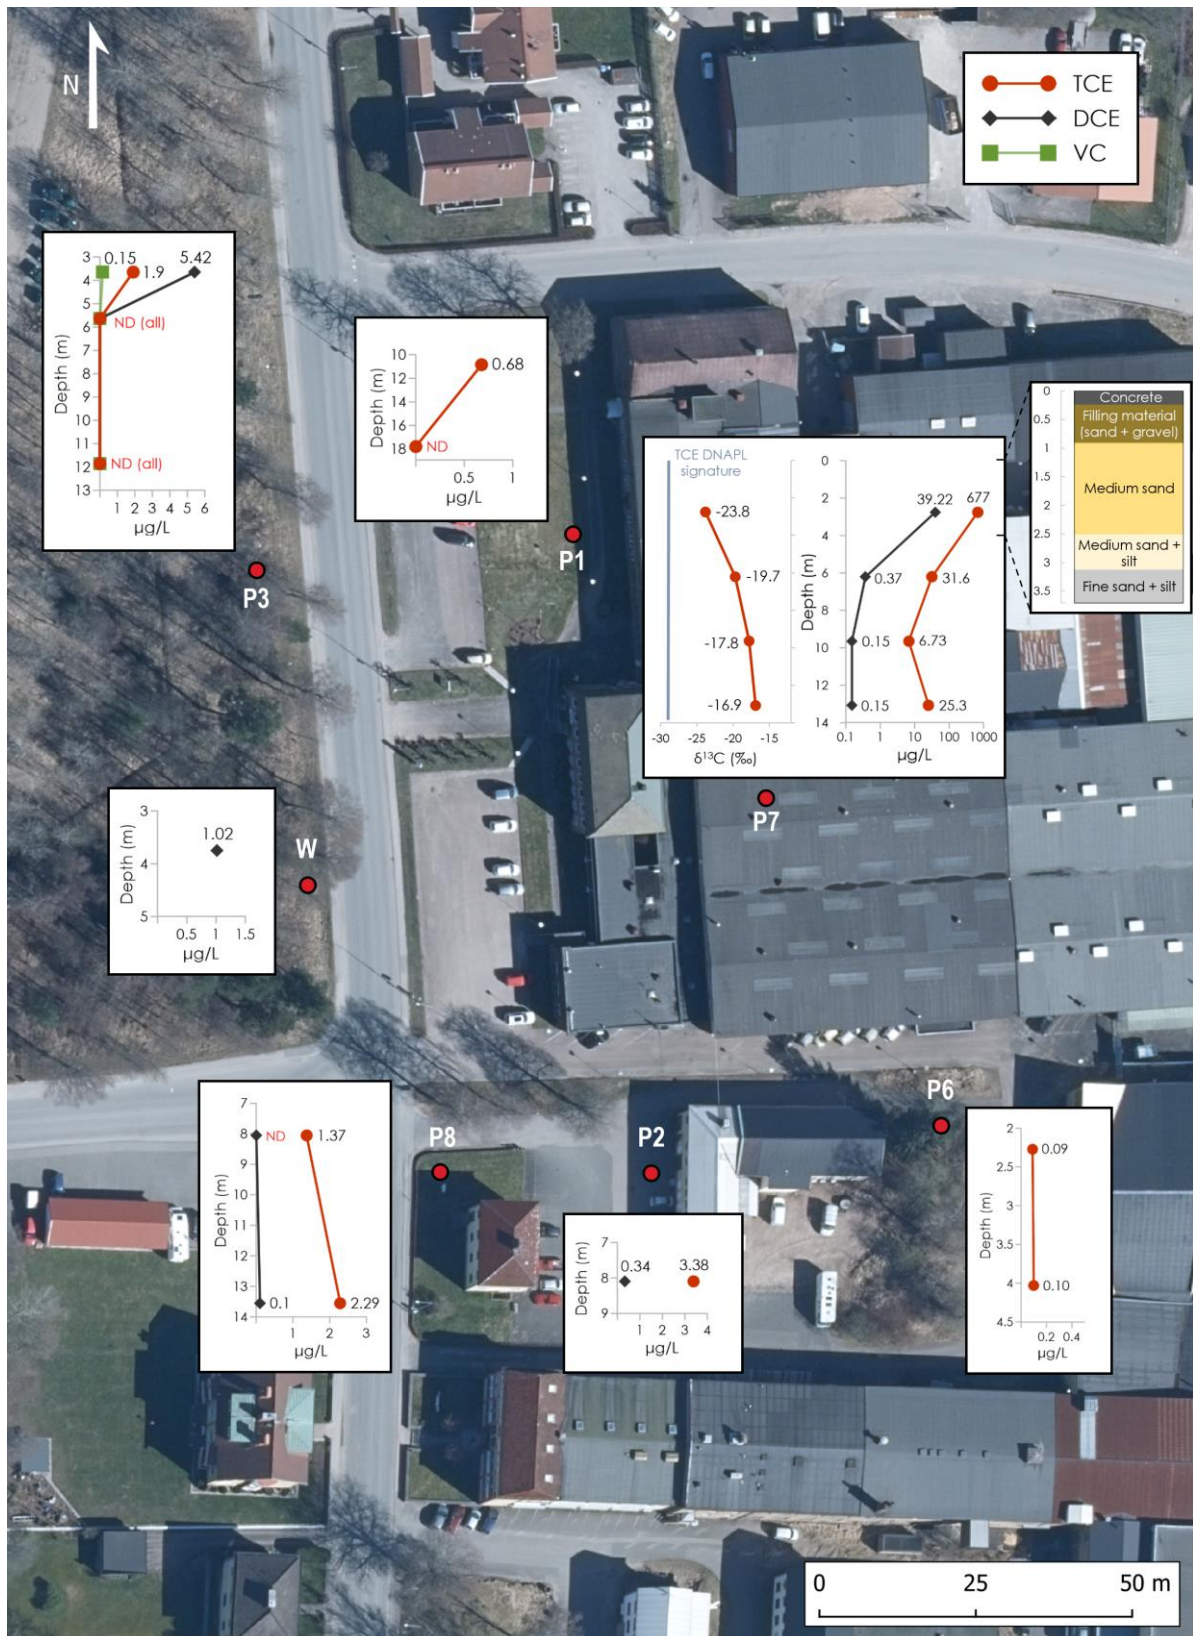 N
TCE
DCE
VC
3
4
5
6
7
8
9
10
11
12
13
Depth (m)
0.15
5.42
1.9
ND (all)
ND (all)
1 2 3 4 5 6
µg/L
10
12
14
16
18
Depth (m)
0.68
ND
0.5 1
µg/L
P1
P3
0
0.5
1
1.5
2
2.5
3
3.5
Concrete
Filling material
(sand + gravel)
Medium sand
Medium sand +
silt
Fine sand + silt
TCE DNAPL
signature
-23.8
-19.7
-17.8
-16.9
-30 -25 -20 -15
δ¹³C (‰)
0
2
4
6
8
10
12
14
Depth (m)
39.22 677
0.37 31.6
0.15 6.73
0.15 25.3
0.1 1 10 100 1000
µg/L
P7
3
4
5
Depth (m)
1.02
0.5 1 1.5
µg/L
W
7
8
9
10
11
12
13
14
Depth (m)
ND 1.37
0.1 2.29
1 2 3
µg/L
P8
P2
P6
7
8
9
Depth (m)
0.34 3.38
1 2 3 4
µg/L
2
2.5
3
3.5
4
4.5
Depth (m)
0.09
0.10
0.2 0.4
µg/L
0 25 50 m